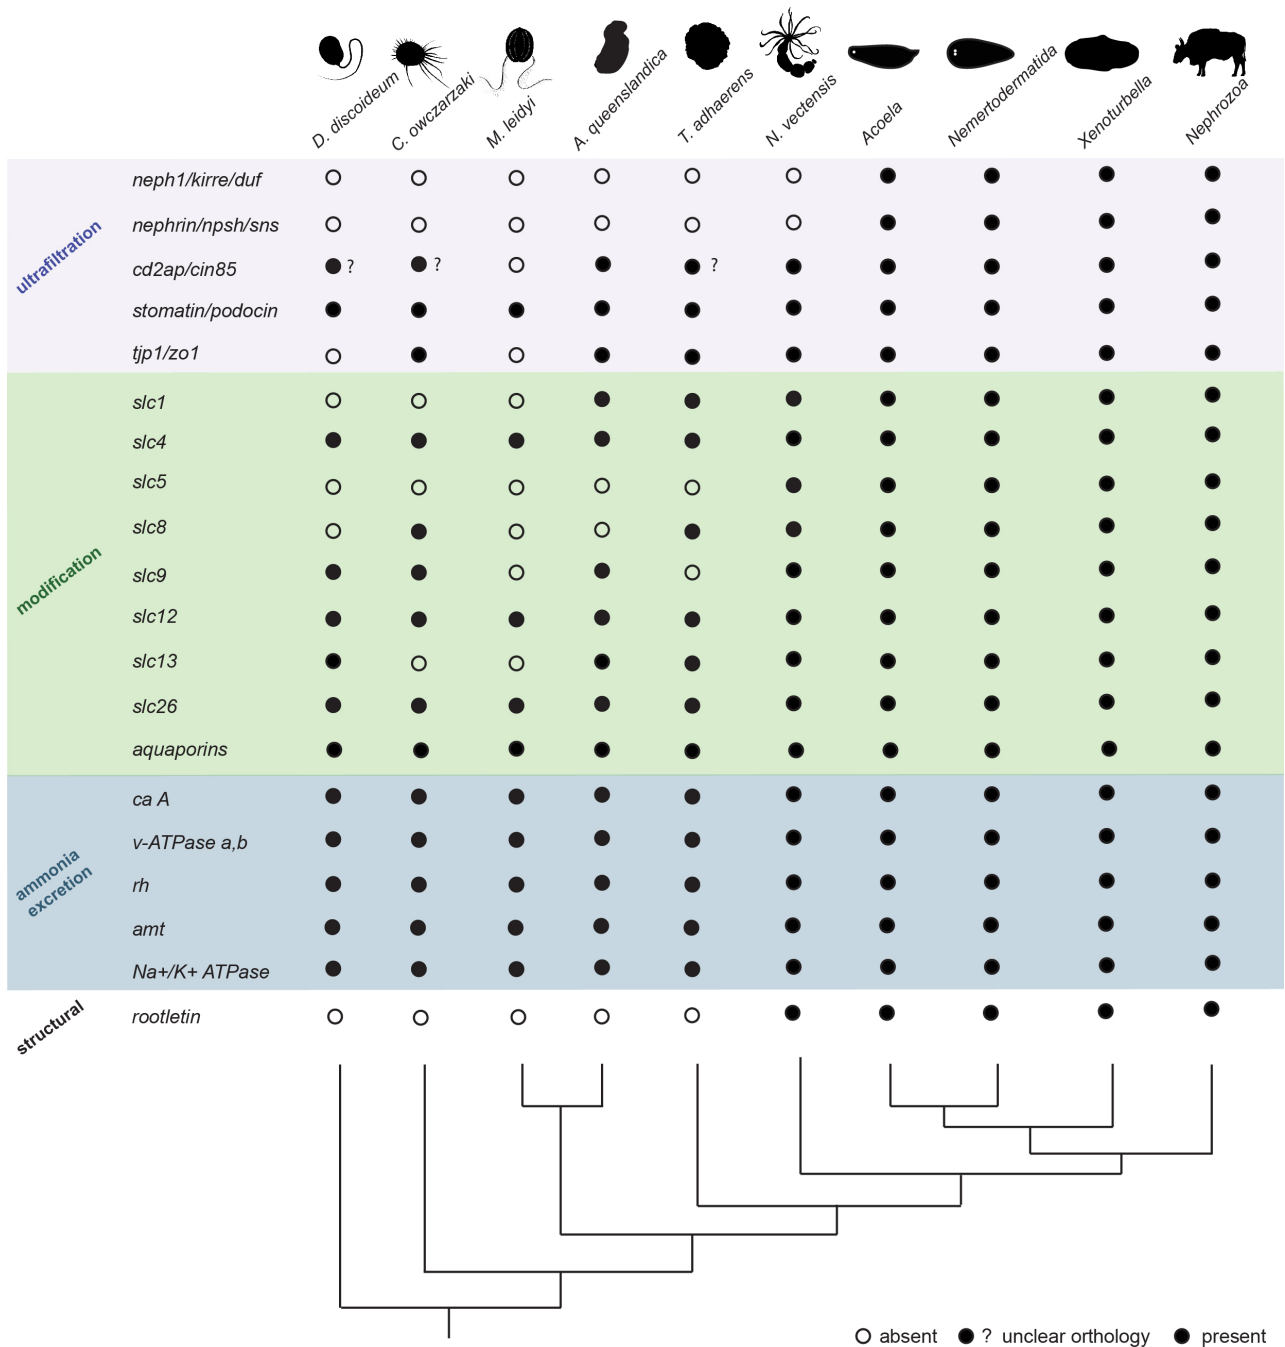 D. discoideum
C. owczarzaki
M. leidyi
A. queenslandica
T. adhaerens
N. vectensis
Acoela
Nemertodermatida
Xenoturbella
Nephrozoa
ultrafiltration
neph1/kirre/duf
nephrin/npsh/sns
cd2ap/cin85 ? ? ?
stomatin/podocin
tjp1/zo1
modification
slc1
slc4
slc5
slc8
slc9
slc12
slc13
slc26
aquaporins
ammonia
excretion
ca A
v-ATPase a,b
rh
amt
Na+/K+ ATPase
structural
rootletin
absent ? unclear orthology present